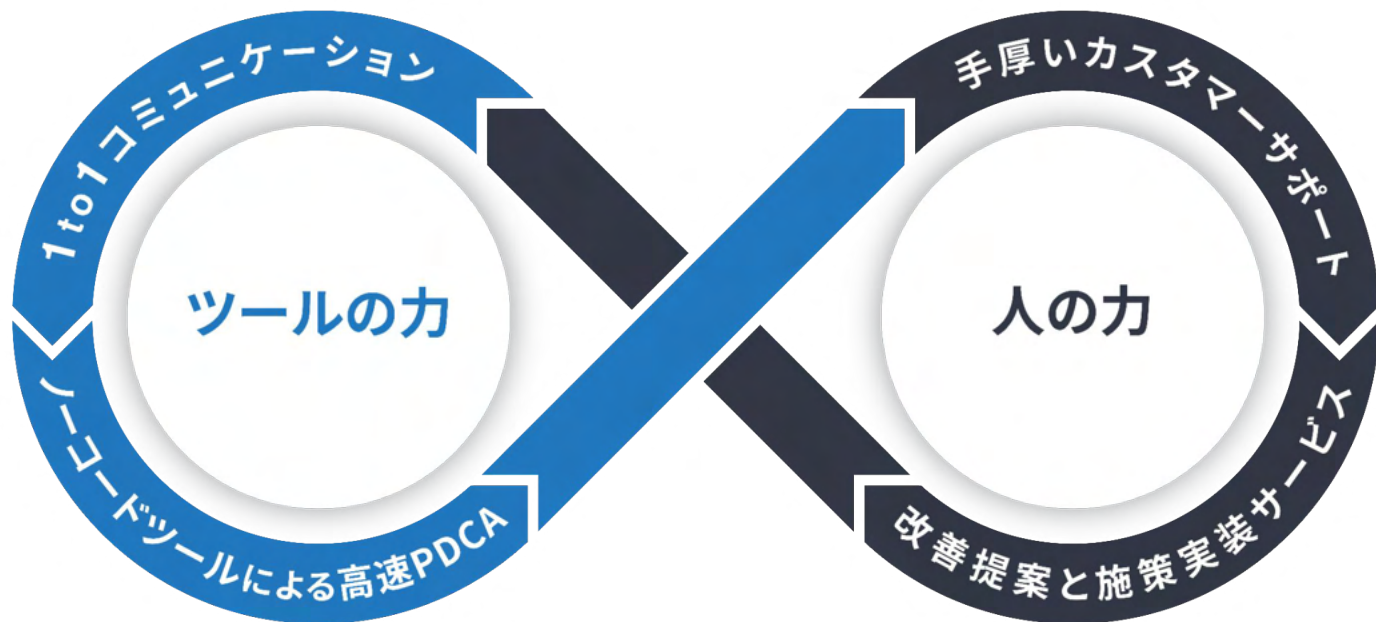 1to1コミュニケーション
ツールの力
ノーコードツールによる高速PDCA
手厚いカスタマーサポート
人の力
改善提案と施策実装サービス